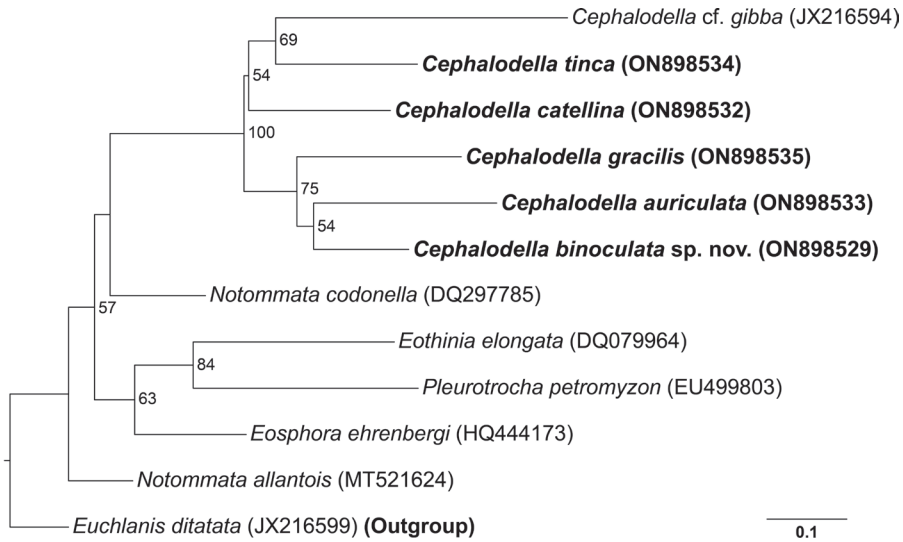 Cephalodella cf. gibba (JX216594)
69
Cephalodella tinca (ON898534)
54
Cephalodella catellina (ON898532)
100
Cephalodella gracilis (ON898535)
75
Cephalodella auriculata (ON898533)
54
Cephalodella binoculata sp. nov. (ON898529)
Notommata codonella (DQ297785)
57
Eothinia elongata (DQ079964)
84
Pleurotrocha petromyzon (EU499803)
63
Eosphora ehrenbergi (HQ444173)
Notommata allantois (MT521624)
Euchlanis ditatata (JX216599) (Outgroup)
0.1